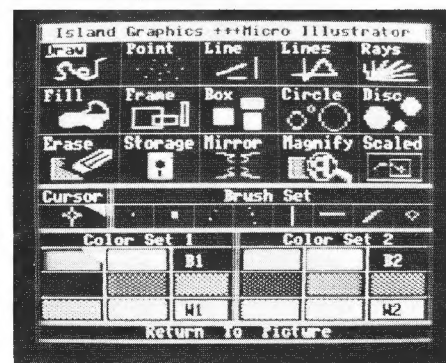 Island Graphics +++Micro Illustrator
Draw Point Line Lines Rays
Fill Frame Box Circle Disc
Erase Storage Mirror Magnify Scaled
Cursor Brush Set
Color Set 1 Color Set 2
B1 B2
W1 W2
Return To Picture